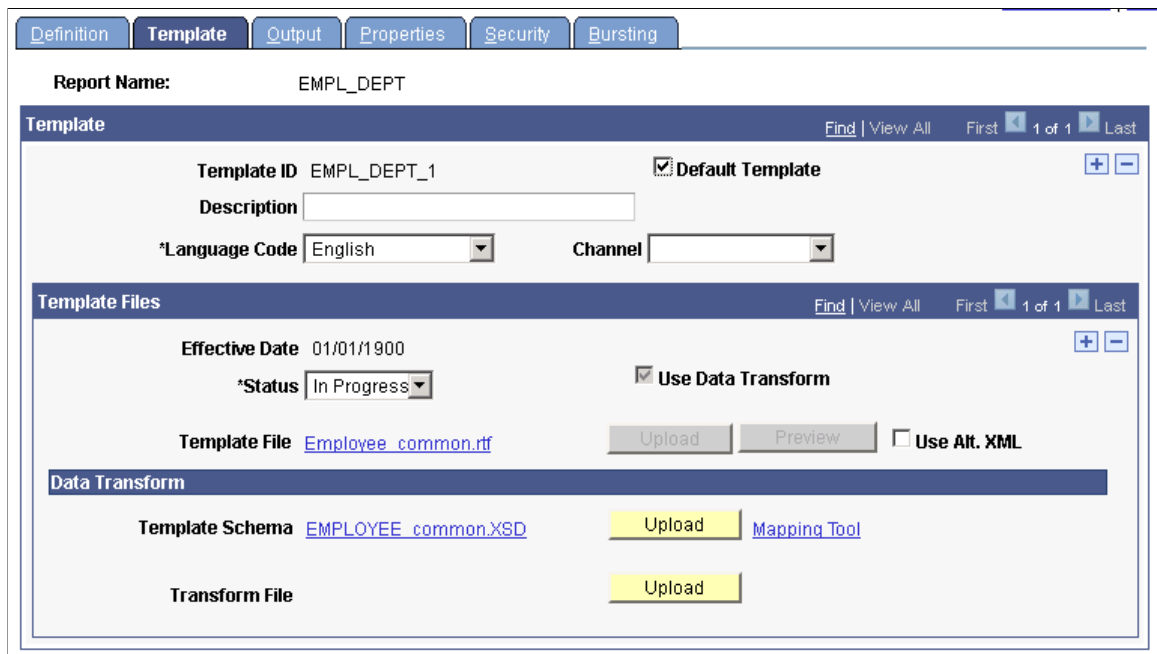 Definition Template Output Properties Security Bursting
Report Name: EMPL_DEPT
Template Find | View All First 1 of 1 Last
Template ID EMPL_DEPT_1 Default Template
Description
*Language Code English Channel
Template Files Find | View All First 1 of 1 Last
Effective Date 01/01/1900
*Status In Progress Use Data Transform
Template File Employee_common.rtf Upload Preview Use Alt. XML
Data Transform
Template Schema EMPLOYEE_common.XSD Upload Mapping Tool
Transform File Upload